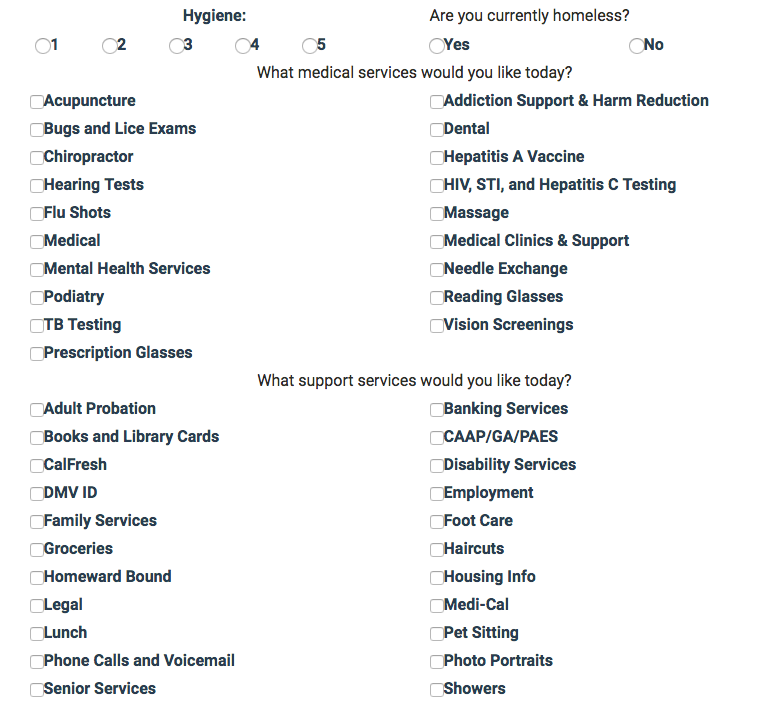 Hygiene: Are you currently homeless?
1 2 3 4 5 Yes No
What medical services would you like today?
Acupuncture Addiction Support & Harm Reduction
Bugs and Lice Exams Dental
Chiropractor Hepatitis A Vaccine
Hearing Tests HIV, STI, and Hepatitis C Testing
Flu Shots Massage
Medical Medical Clinics & Support
Mental Health Services Needle Exchange
Podiatry Reading Glasses
TB Testing Vision Screenings
Prescription Glasses
What support services would you like today?
Adult Probation Banking Services
Books and Library Cards CAAP/GA/PAES
CalFresh Disability Services
DMV ID Employment
Family Services Foot Care
Groceries Haircuts
Homeward Bound Housing Info
Legal Medi-Cal
Lunch Pet Sitting
Phone Calls and Voicemail Photo Portraits
Senior Services Showers